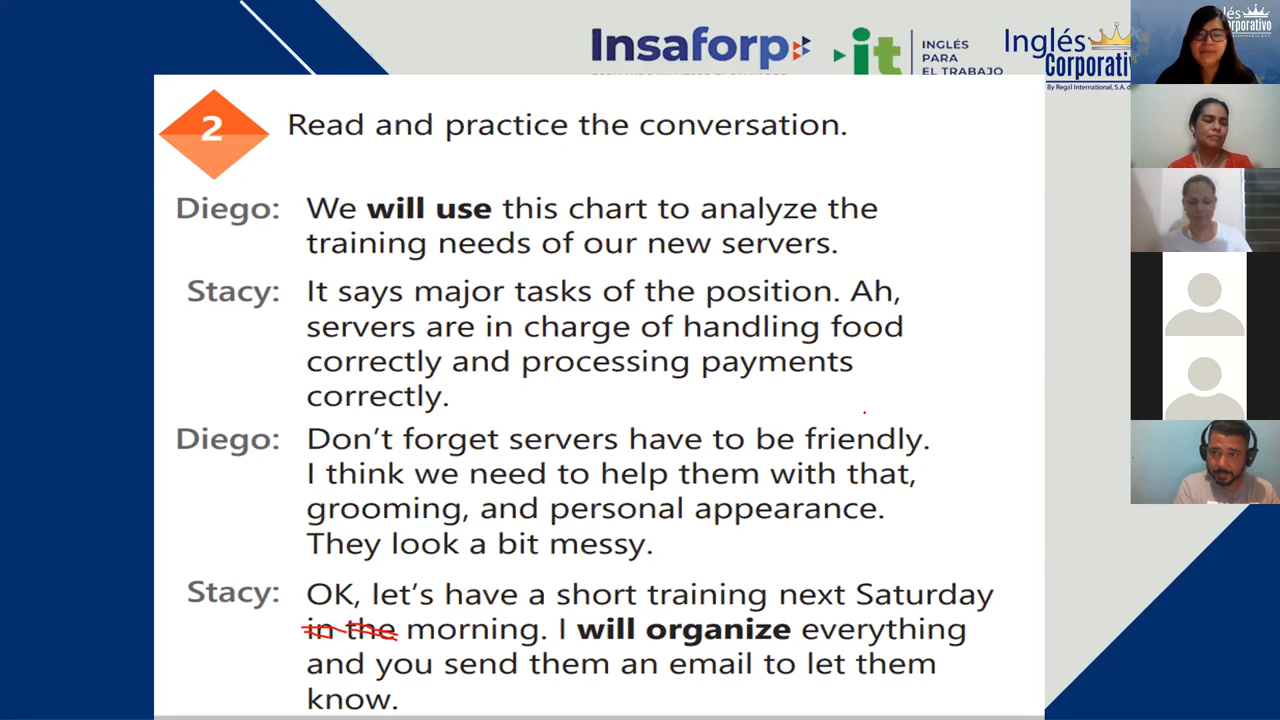 Insaforp
it
INGLÉS
PARA
EL TRABAJO
Inglés
Corporativ
By Regal International, S.A. d
lés
Corporativo
2
Read and practice the conversation.
Diego: We will use this chart to analyze the
training needs of our new servers.
Stacy: It says major tasks of the position. Ah,
servers are in charge of handling food
correctly and processing payments
correctly.
Diego: Don't forget servers have to be friendly.
I think we need to help them with that,
grooming, and personal appearance.
They look a bit messy.
Stacy: OK, let's have a short training next Saturday
in the morning. I will organize everything
and you send them an email to let them
know.